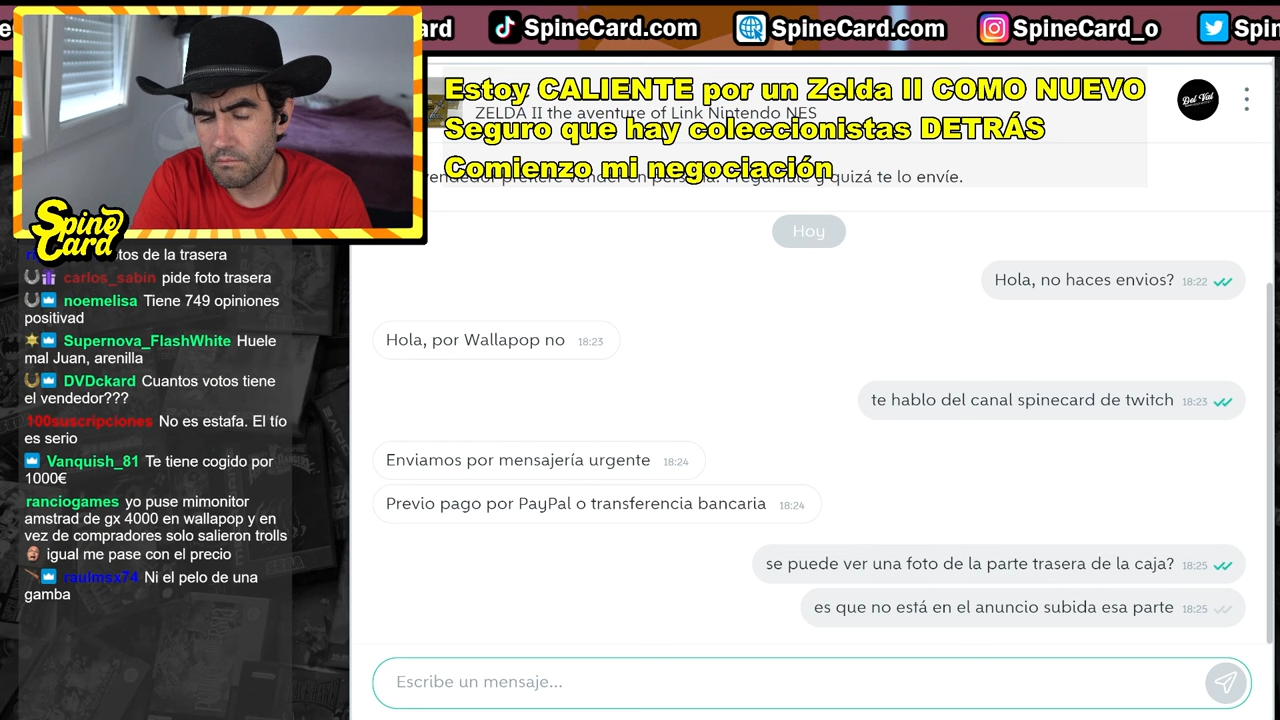 ard
SpineCard.com
SpineCard.com
SpineCard_o
Spin
Estoy CALIENTE por un Zelda II COMO NUEVO
ZELDA II the aventure of Link Nintendo NES
Seguro que hay coleccionistas DETRÁS
Comienzo mi negociación
quizá te lo envíe.
Del Val
Spine
Card
Hoy
Hola, no haces envios? 18:22
Hola, por Wallapop no 18:23
te hablo del canal spinecard de twitch 18:23
Enviamos por mensajería urgente 18:24
Previo pago por PayPal o transferencia bancaria 18:24
se puede ver una foto de la parte trasera de la caja? 18:25
es que no está en el anuncio subida esa parte 18:25
Escribe un mensaje...
de la trasera
carlos_sabin pide foto trasera
noemelisa Tiene 749 opiniones
positivad
Supernova_FlashWhite Huele
mal Juan, arenilla
DVDckard Cuantos votos tiene
el vendedor???
100suscripciones No es estafa. El tío
es serio
Vanquish_81 Te tiene cogido por
1000€
ranciogames yo puse mimonitor
amstrad de gx 4000 en wallapop y en
vez de compradores solo salieron trolls
igual me pase con el precio
raulmsx74 Ni el pelo de una
gamba